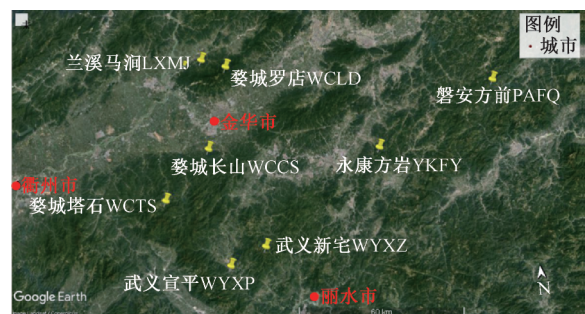 图例
城市
兰溪马涧LXMJ
婺城罗店WCLD
磐安方前PAFQ
金华市
婺城长山WCCS
永康方岩YKFY
衢州市
婺城塔石WCTS
武义新宅WYXZ
武义宣平WYXP
丽水市
N
Google Earth
60 km